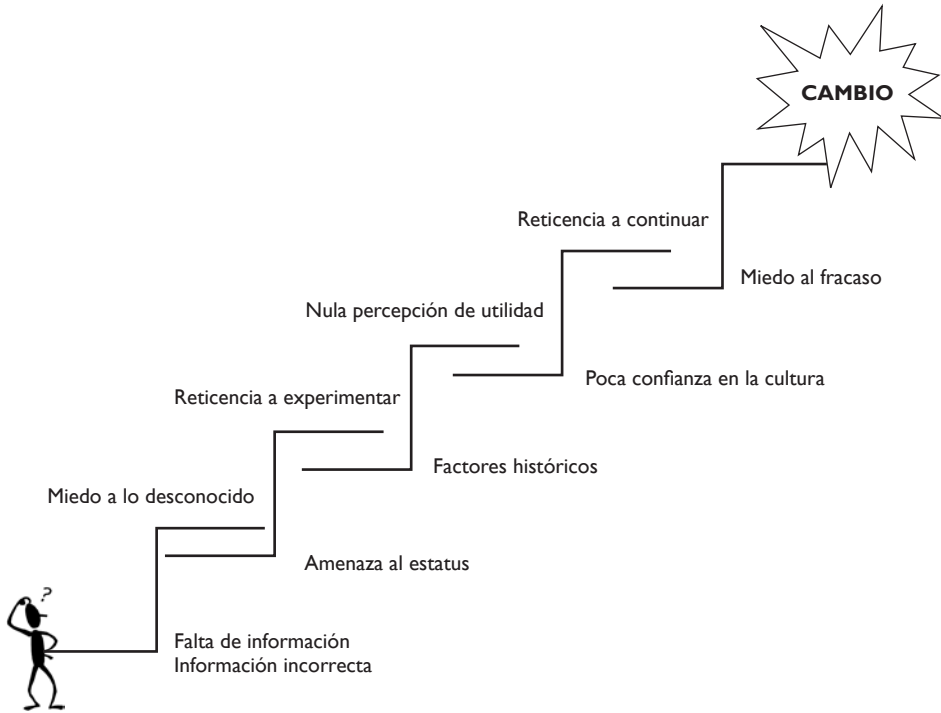 CAMBIO
Reticencia a continuar
Miedo al fracaso
Nula percepción de utilidad
Poca confianza en la cultura
Reticencia a experimentar
Factores históricos
Miedo a lo desconocido
Amenaza al estatus
?
Falta de información
Información incorrecta